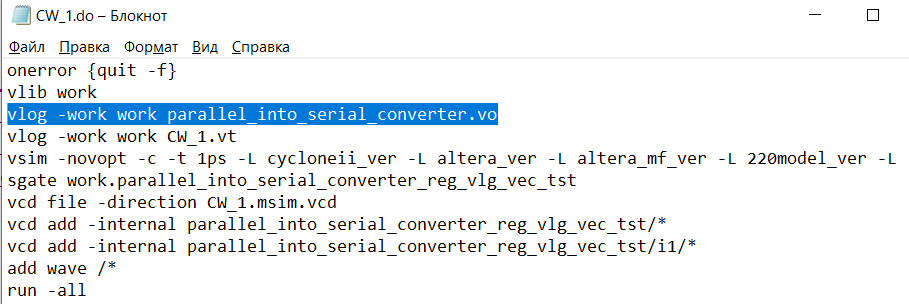 CW_1.do – Блокнот
Файл Правка Формат Вид Справка
onerror {quit -f}
vlib work
vlog -work work parallel_into_serial_converter.vo
vlog -work work CW_1.vt
vsim -novopt -c -t 1ps -L cycloneii_ver -L altera_ver -L altera_mf_ver -L 220model_ver -L
sgate work.parallel_into_serial_converter_reg_vlg_vec_tst
vcd file -direction CW_1.msim.vcd
vcd add -internal parallel_into_serial_converter_reg_vlg_vec_tst/*
vcd add -internal parallel_into_serial_converter_reg_vlg_vec_tst/i1/*
add wave /*
run -all